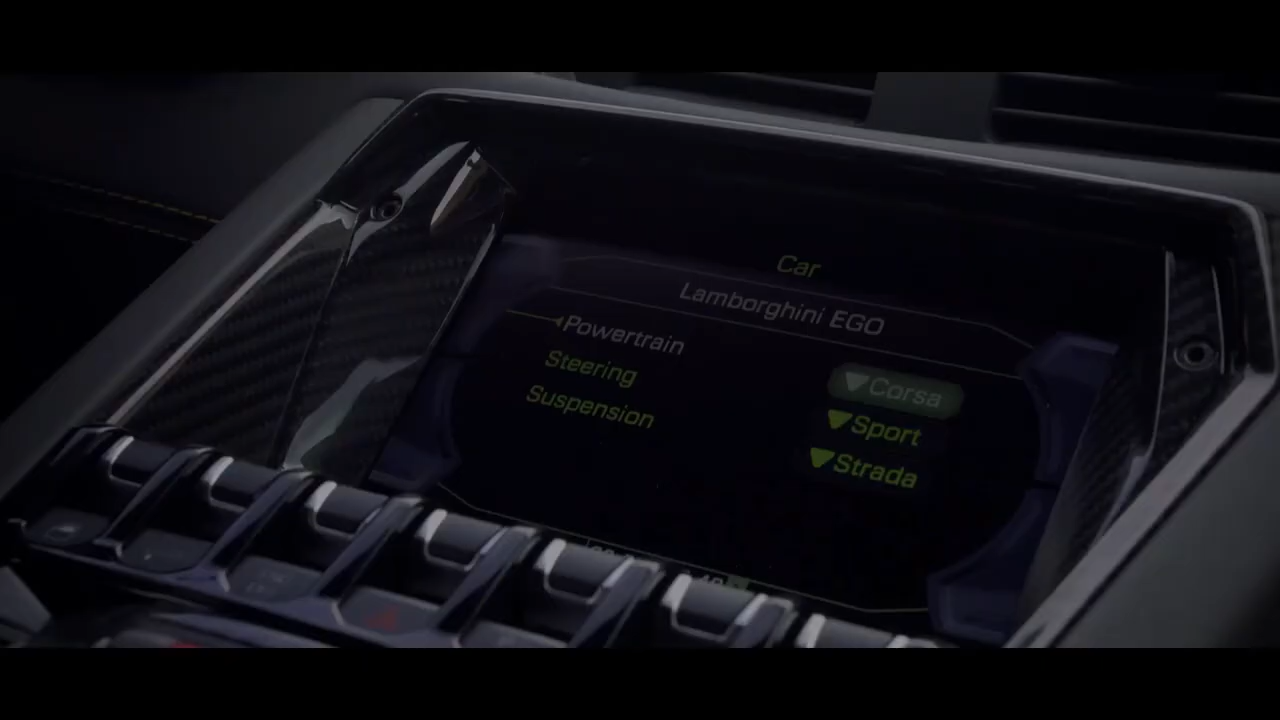 Car
Lamborghini EGO
Powertrain
Corsa
Steering
Sport
Suspension
Strada